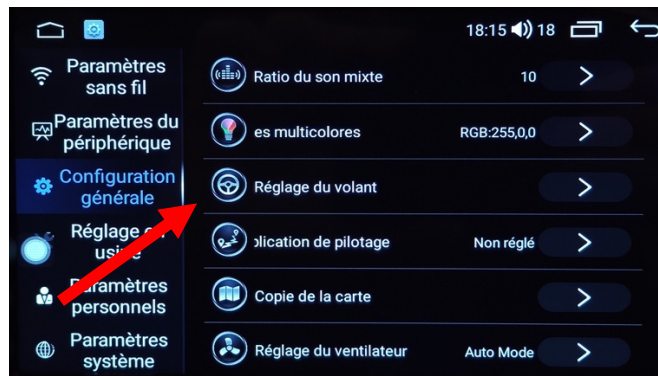 18:15 18
Paramètres
sans fil
Paramètres du
périphérique
Configuration
générale
Réglage
Paramètres
personnels
Paramètres
système
Ratio du son mixte 10
es multicolores RGB:255,0,0
Réglage du volant
plication de pilotage Non réglé
Copie de la carte
Réglage du ventilateur Auto Mode